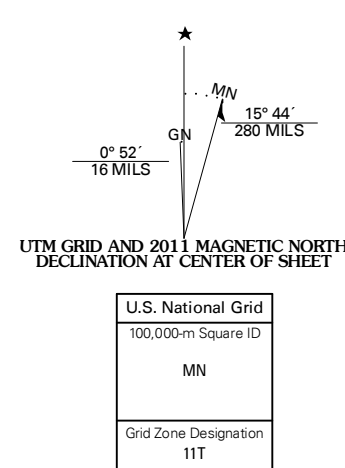 MN
GN
15° 44´
280 MILS
0° 52´
16 MILS
UTM GRID AND 2011 MAGNETIC NORTH
DECLINATION AT CENTER OF SHEET
U.S. National Grid
100,000-m Square ID
MN
Grid Zone Designation
11T